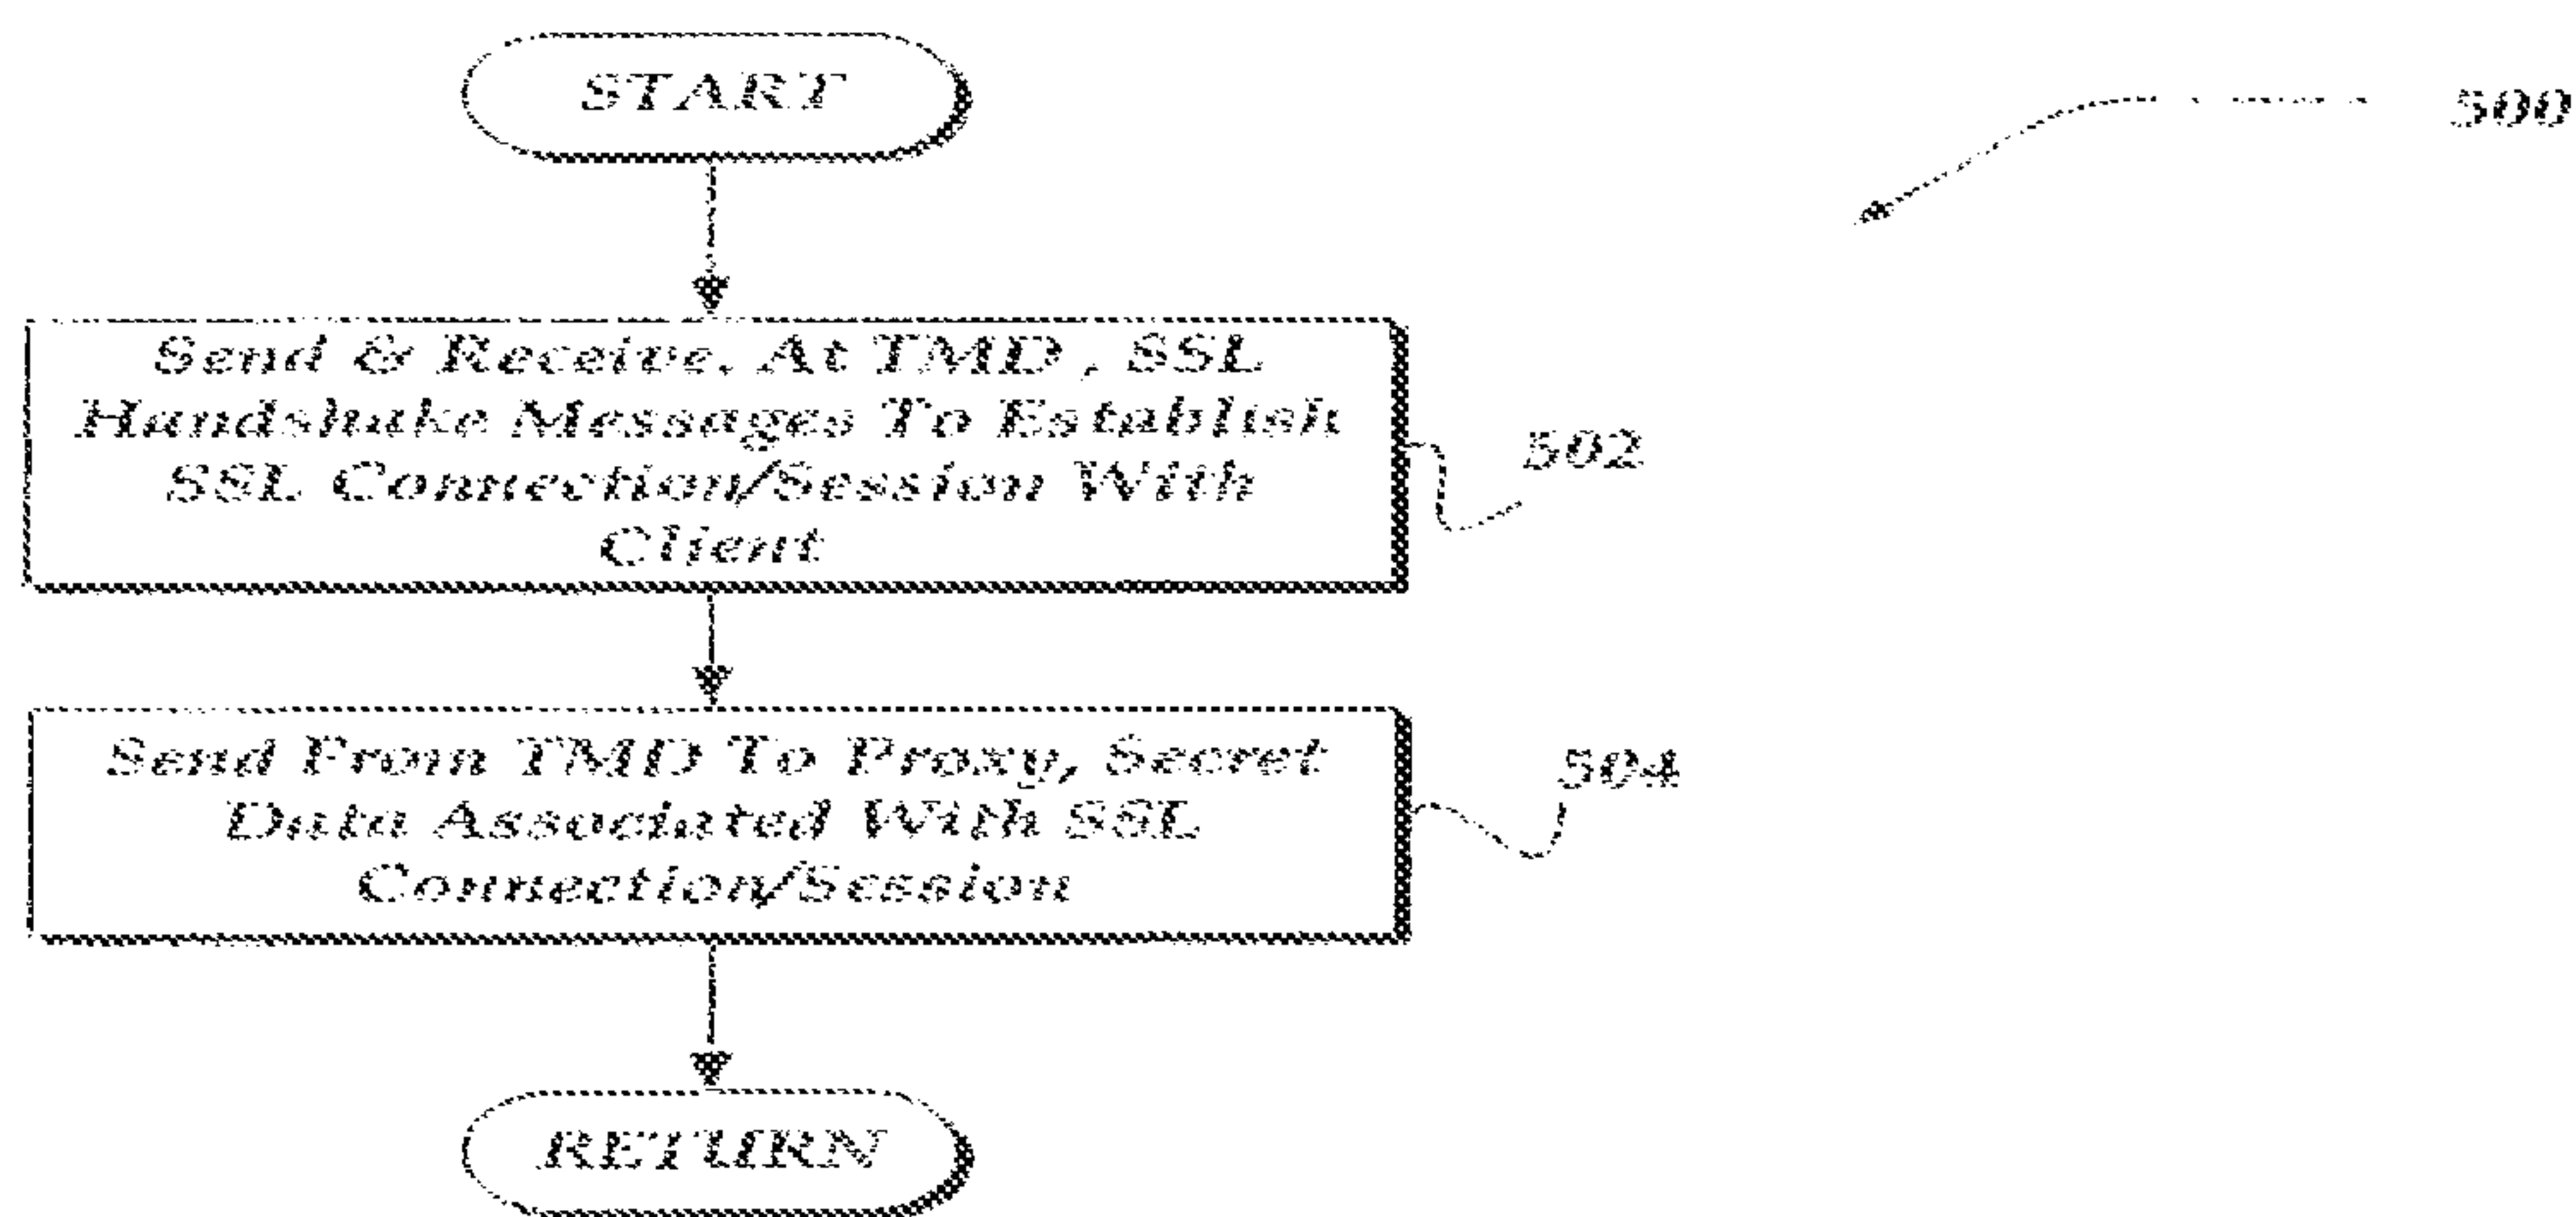 START
500
Send & Receive, At TMD, SSL
Handshake Messages To Establish
SSL Connection/Session With
Client
502
Send From TMD To Proxy, Secret
Data Associated With SSL
Connection/Session
504
RETURN